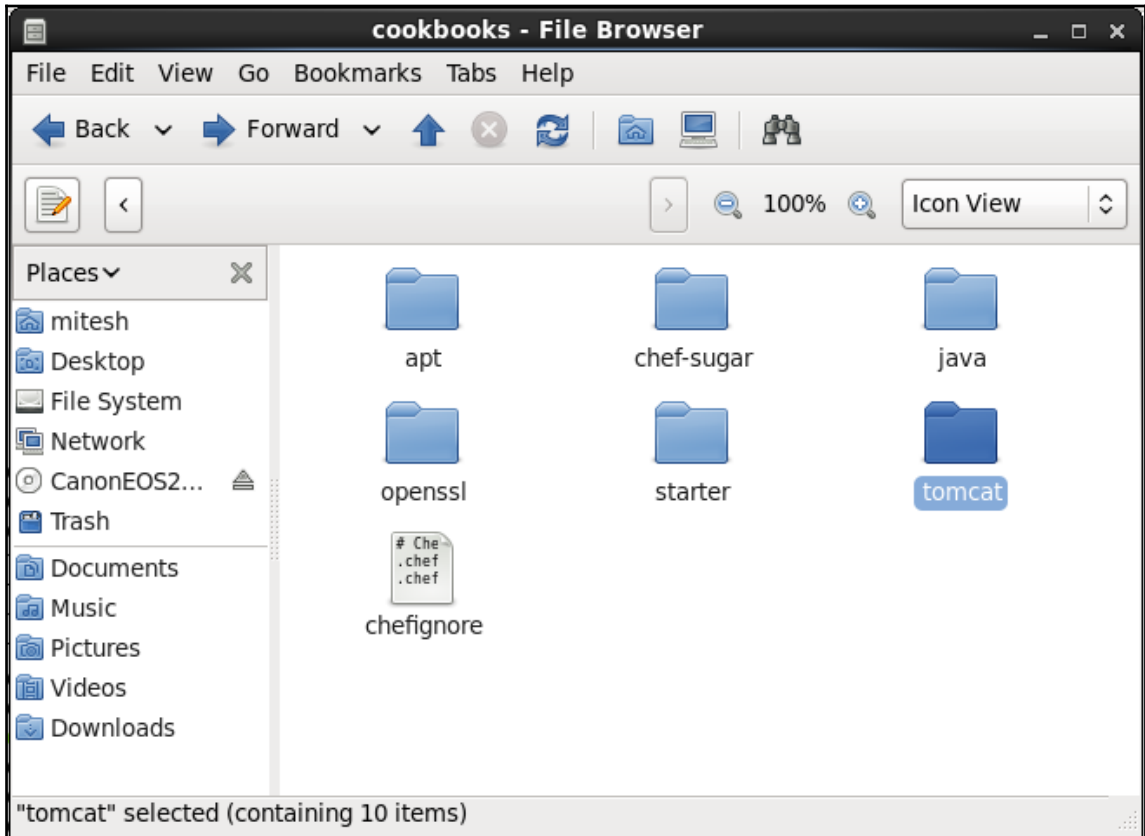 cookbooks - File Browser
File Edit View Go Bookmarks Tabs Help
Back Forward
100% Icon View
Places
mitesh
Desktop
File System
Network
CanonEOS2...
Trash
Documents
Music
Pictures
Videos
Downloads
apt chef-sugar java
openssl starter tomcat
# Che
.chef
.chef
chefignore
"tomcat" selected (containing 10 items)